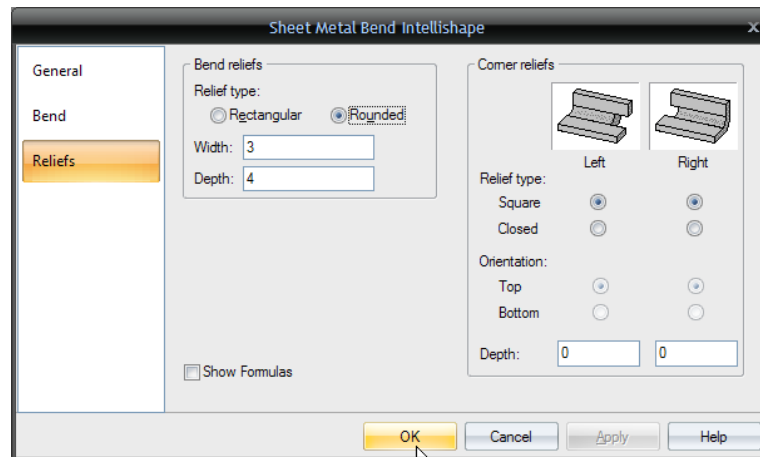 Sheet Metal Bend Intellishape
x
General
Bend
Reliefs
Bend reliefs
Relief type:
Rectangular Rounded
Width: 3
Depth: 4
Show Formulas
Corner reliefs
Left Right
Relief type:
Square
Closed
Orientation:
Top
Bottom
Depth: 0 0
OK Cancel Apply Help